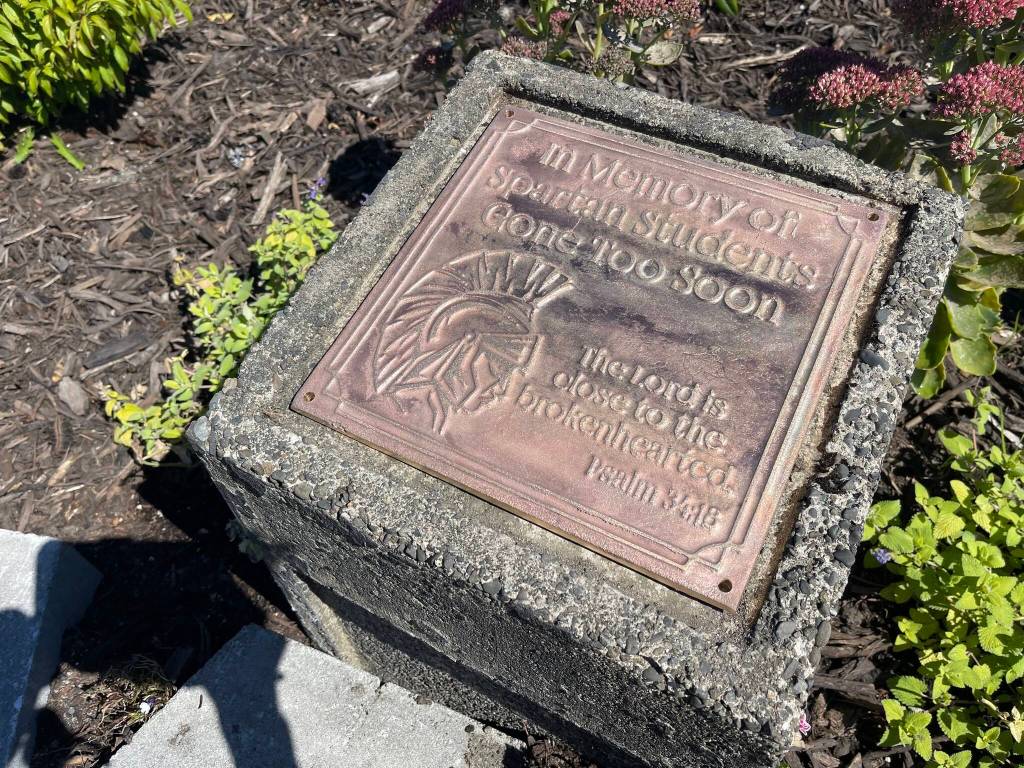 In Memory of
Spartan Students
Gone Too Soon
The Lord is
close to the
brokenhearted.
Psalm 34:18